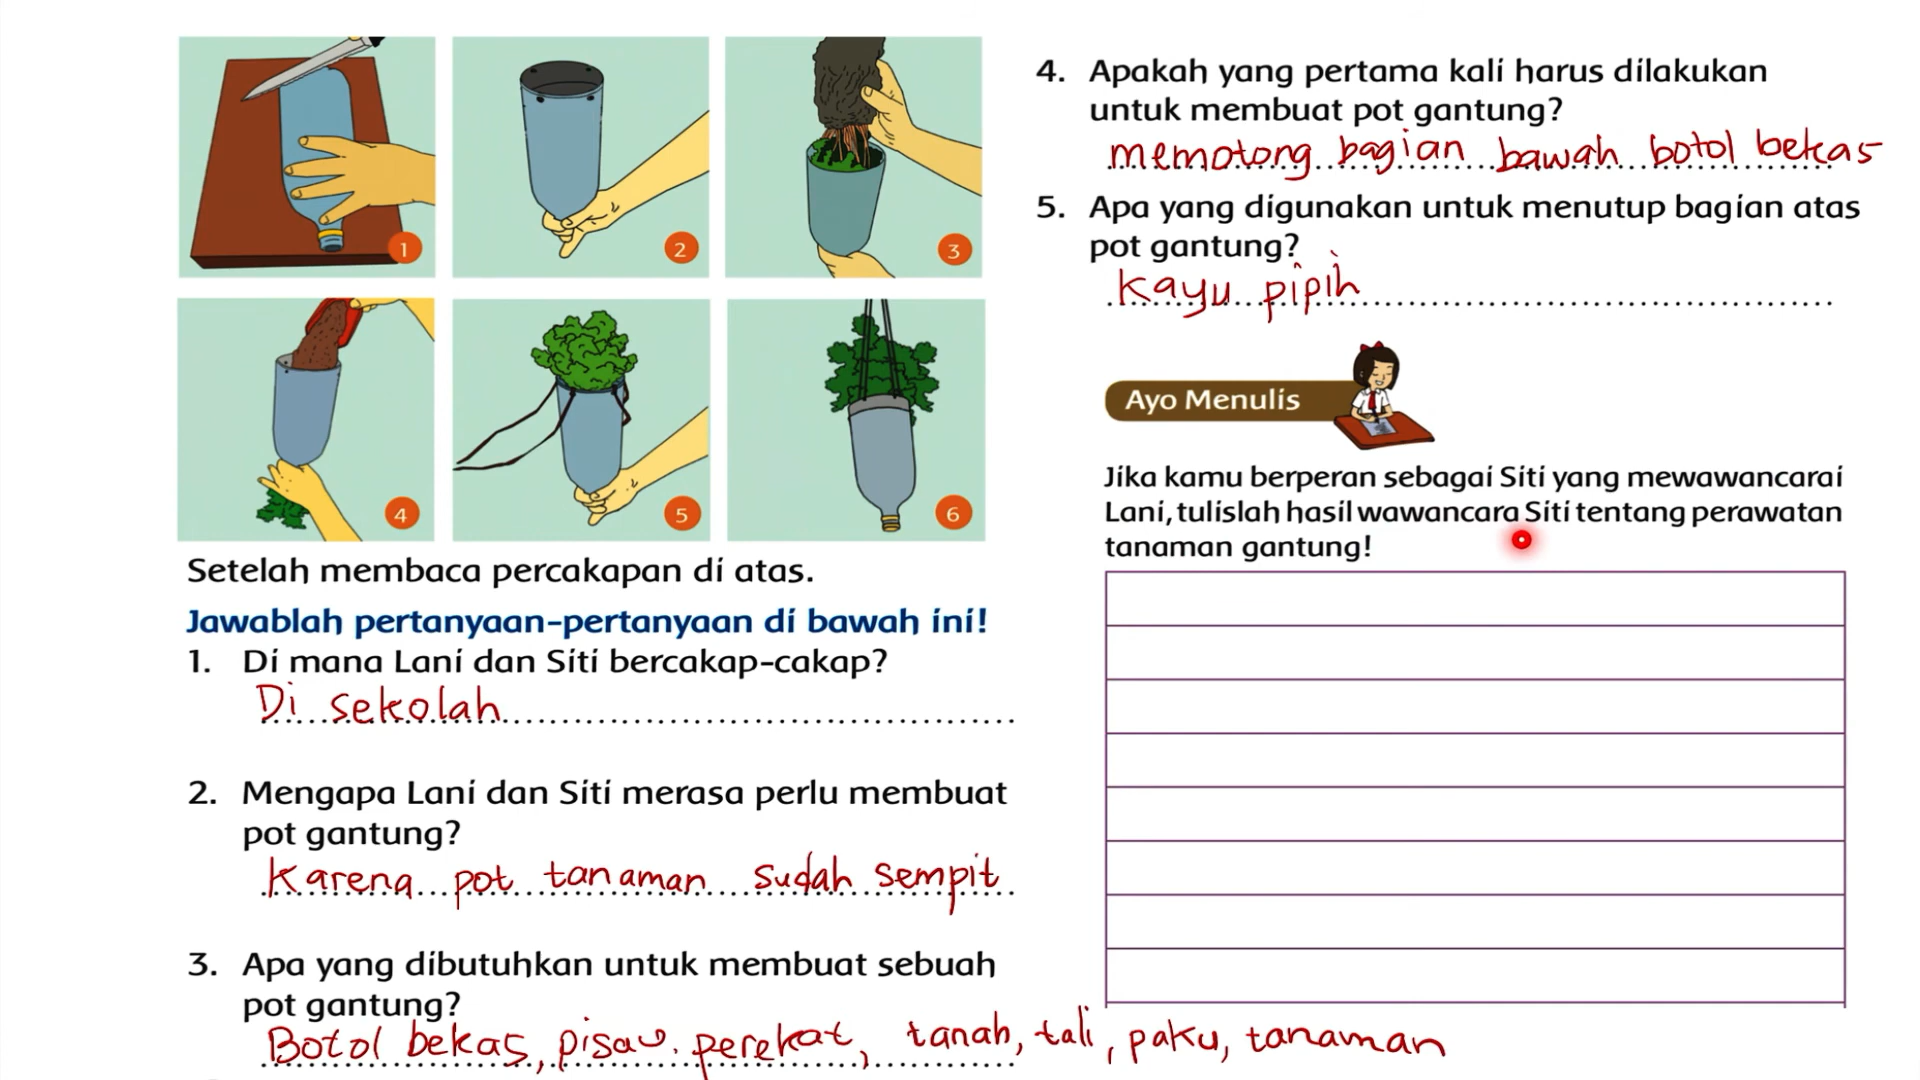 1
2
3
4
5
6
Setelah membaca percakapan di atas.
Jawablah pertanyaan-pertanyaan di bawah ini!
1. Di mana Lani dan Siti bercakap-cakap?
Di sekolah
2. Mengapa Lani dan Siti merasa perlu membuat
pot gantung?
Karena pot tanaman sudah sempit
3. Apa yang dibutuhkan untuk membuat sebuah
pot gantung?
Botol bekas, pisau. perekat, tanah, tali, paku, tanaman
4. Apakah yang pertama kali harus dilakukan
untuk membuat pot gantung?
memotong bagian bawah botol bekas
5. Apa yang digunakan untuk menutup bagian atas
pot gantung?
Kayu pipih
Ayo Menulis
Jika kamu berperan sebagai Siti yang mewawancarai
Lani, tulislah hasil wawancara Siti tentang perawatan
tanaman gantung!